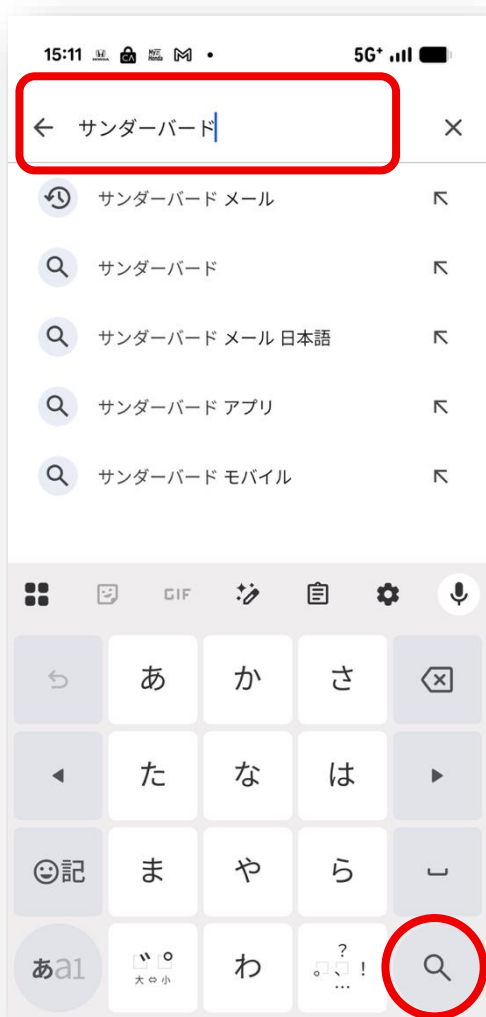 15:11 5G+
サンダーバード
サンダーバード メール
サンダーバード
サンダーバード メール 日本語
サンダーバード アプリ
サンダーバード モバイル
GIF
あ か さ
た な は
記 ま や ら
あa1 大⇔小 わ 。?!…